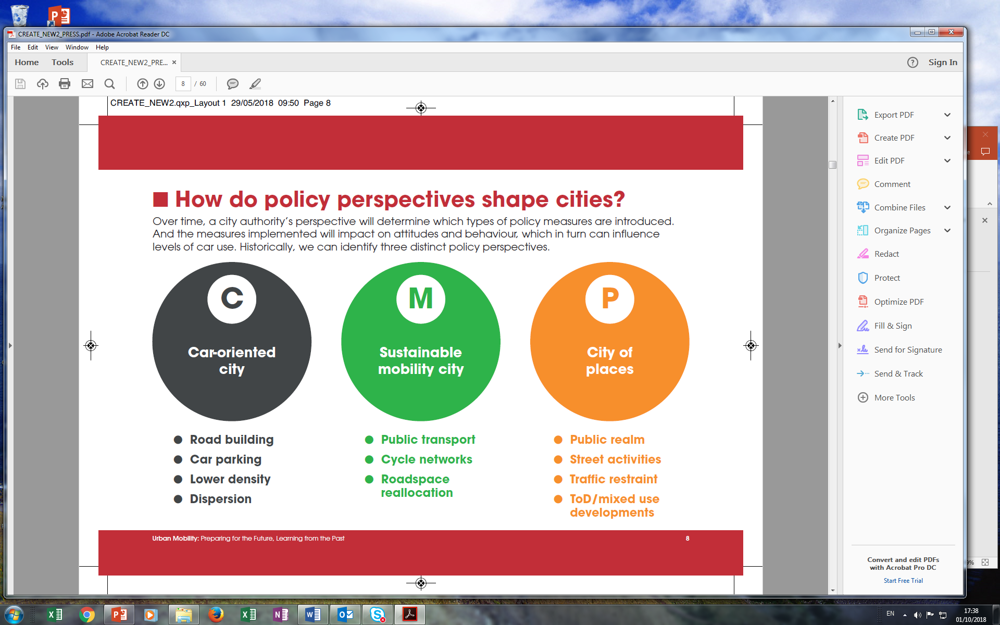 CREATE_NEW2_PRESS.pdf - Adobe Acrobat Reader DC
File Edit View Window Help
Home Tools CREATE_NEW2_PRE... × ? Sign In
8 / 60
CREATE_NEW2.qxp_Layout 1 29/05/2018 09:50 Page 8
How do policy perspectives shape cities?
Over time, a city authority's perspective will determine which types of policy measures are introduced.
And the measures implemented will impact on attitudes and behaviour, which in turn can influence
levels of car use. Historically, we can identify three distinct policy perspectives.
C
Car-oriented
city
● Road building
● Car parking
● Lower density
● Dispersion
M
Sustainable
mobility city
● Public transport
● Cycle networks
● Roadspace
reallocation
P
City of
places
● Public realm
● Street activities
● Traffic restraint
● ToD/mixed use
developments
Urban Mobility: Preparing for the Future, Learning from the Past 8
Export PDF
Create PDF
Edit PDF
Comment
Combine Files
Organize Pages
Redact
Protect
Optimize PDF
Fill & Sign
Send for Signature
Send & Track
More Tools
Convert and edit PDFs
with Acrobat Pro DC
Start Free Trial
EN
17:38
01/10/2018